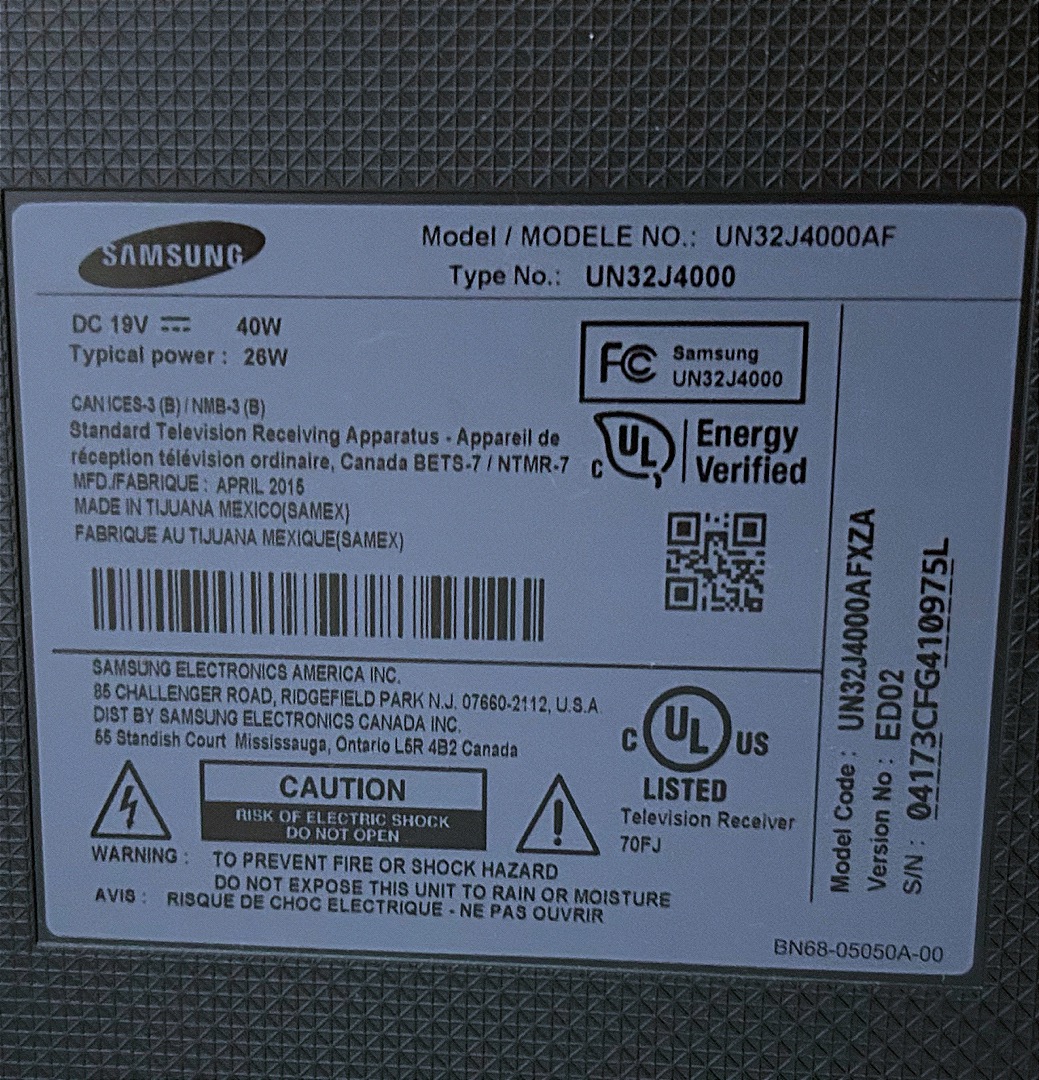 SAMSUNG
Model / MODELE NO.: UN32J4000AF
Type No.: UN32J4000
DC 19V 40W
Typical power : 26W
FC Samsung
UN32J4000
CAN ICES-3 (B) / NMB-3 (B)
Standard Television Receiving Apparatus - Appareil de
réception télévision ordinaire, Canada BETS-7 / NTMR-7
MFD./FABRIQUE : APRIL 2015
MADE IN TIJUANA MEXICO(SAMEX)
FABRIQUE AU TIJUANA MEXIQUE(SAMEX)
C UL Energy
Verified
SAMSUNG ELECTRONICS AMERICA INC.
85 CHALLENGER ROAD, RIDGEFIELD PARK N.J. 07660-2112, U.S.A
DIST BY SAMSUNG ELECTRONICS CANADA INC.
55 Standish Court Mississauga, Ontario L5R 4B2 Canada
C UL US
LISTED
Television Receiver
70FJ
CAUTION
RISK OF ELECTRIC SHOCK
DO NOT OPEN
WARNING : TO PREVENT FIRE OR SHOCK HAZARD
DO NOT EXPOSE THIS UNIT TO RAIN OR MOISTURE
AVIS : RISQUE DE CHOC ELECTRIQUE - NE PAS OUVRIR
Model Code : UN32J4000AFXZA
Version No : ED02
S/N : 04173CFG410975L
BN68-05050A-00